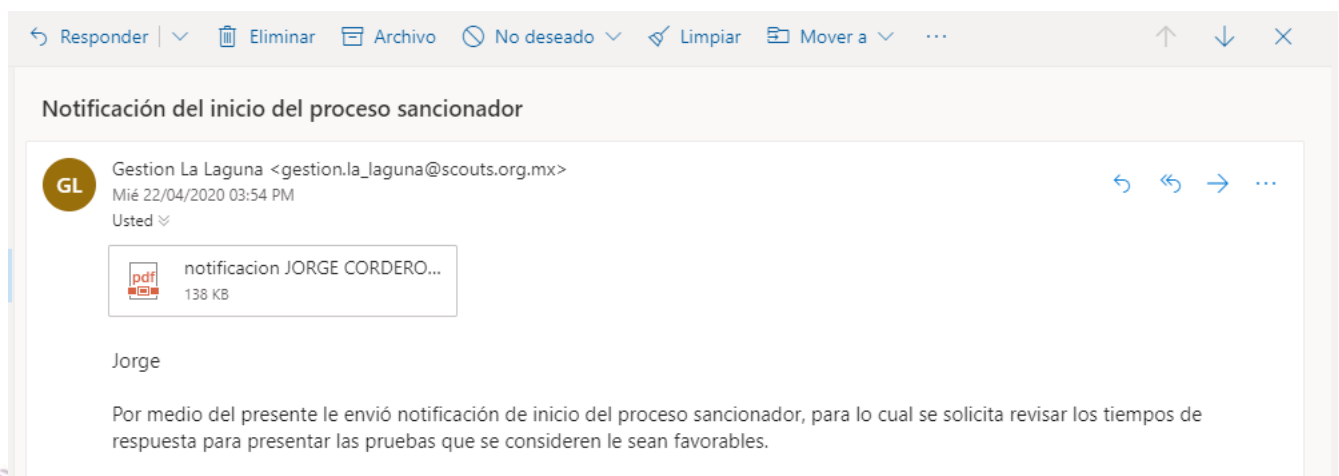 Responder Eliminar Archivo No deseado Limpiar Mover a ...
Notificación del inicio del proceso sancionador
GL
Gestion La Laguna <gestion.la_laguna@scouts.org.mx>
Mié 22/04/2020 03:54 PM
Usted
pdf
notificacion JORGE CORDERO...
138 KB
Jorge
Por medio del presente le envió notificación de inicio del proceso sancionador, para lo cual se solicita revisar los tiempos de
respuesta para presentar las pruebas que se consideren le sean favorables.